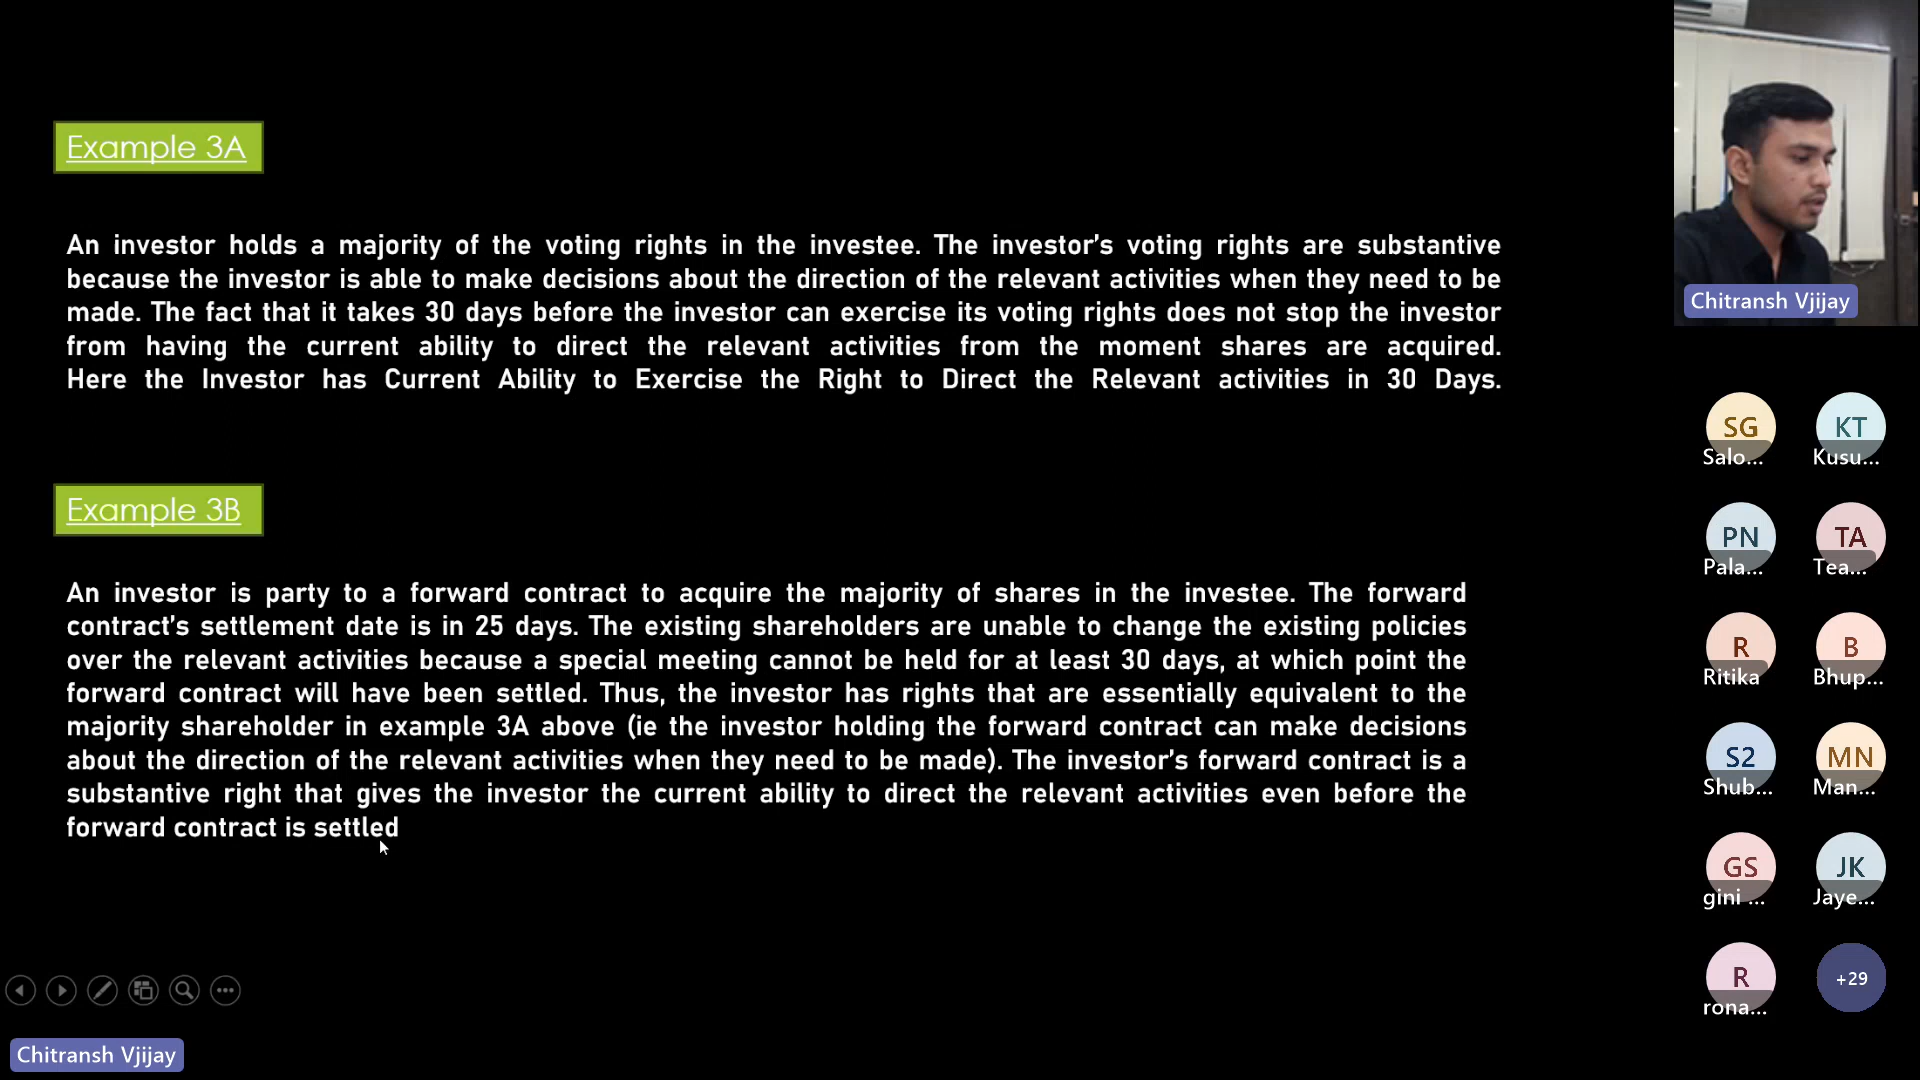 Example 3A
An investor holds a majority of the voting rights in the investee. The investor's voting rights are substantive
because the investor is able to make decisions about the direction of the relevant activities when they need to be
made. The fact that it takes 30 days before the investor can exercise its voting rights does not stop the investor
from having the current ability to direct the relevant activities from the moment shares are acquired.
Here the Investor has Current Ability to Exercise the Right to Direct the Relevant activities in 30 Days.
Example 3B
An investor is party to a forward contract to acquire the majority of shares in the investee. The forward
contract's settlement date is in 25 days. The existing shareholders are unable to change the existing policies
over the relevant activities because a special meeting cannot be held for at least 30 days, at which point the
forward contract will have been settled. Thus, the investor has rights that are essentially equivalent to the
majority shareholder in example 3A above (ie the investor holding the forward contract can make decisions
about the direction of the relevant activities when they need to be made). The investor's forward contract is a
substantive right that gives the investor the current ability to direct the relevant activities even before the
forward contract is settled
Chitransh Vjijay
Chitransh Vjijay
SG KT
Salo... Kusu...
PN TA
Pala... Tea...
R B
Ritika Bhup...
S2 MN
Shub... Man...
GS JK
gini ... Jaye...
R +29
rona...